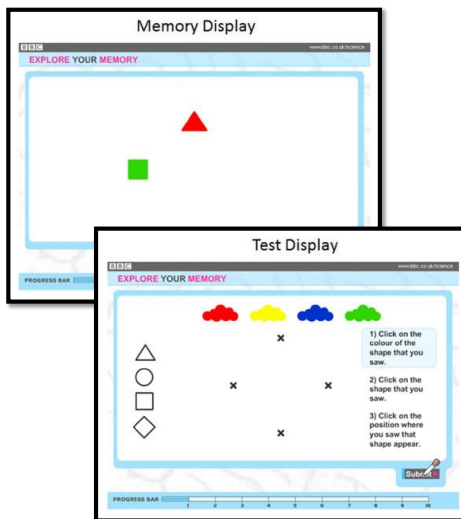 Memory Display
BBC
www.bbc.co.uk/science
EXPLORE YOUR MEMORY
PROGRESS BAR
Test Display
BBC
www.bbc.co.uk/science
EXPLORE YOUR MEMORY
1) Click on the
colour of the
shape that you
saw.
2) Click on the
shape that you
saw.
3) Click on the
position where
you saw that
shape appear.
Submit
PROGRESS BAR
1 2 3 4 5 6 7 8 9 10